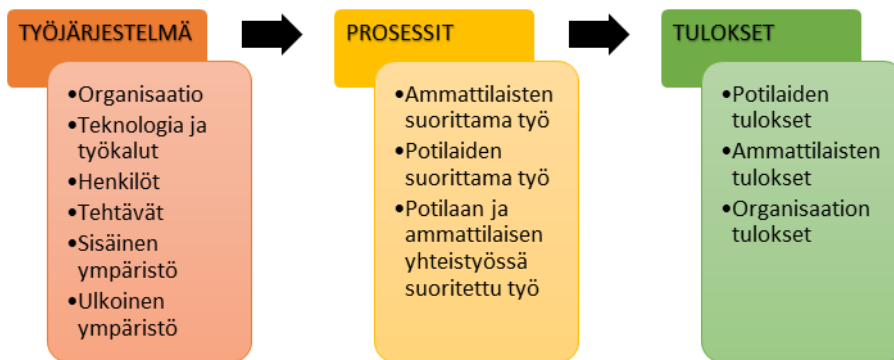 TYÖJÄRJESTELMÄ
•Organisaatio
•Teknologia ja
työkalut
•Henkilöt
•Tehtävät
•Sisäinen
ympäristö
•Ulkoinen
ympäristö
PROSESSIT
•Ammattilaisten
suorittama työ
•Potilaiden
suorittama työ
•Potilaan ja
ammattilaisen
yhteistyössä
suoritettu työ
TULOKSET
•Potilaiden
tulokset
•Ammattilaisten
tulokset
•Organisaation
tulokset